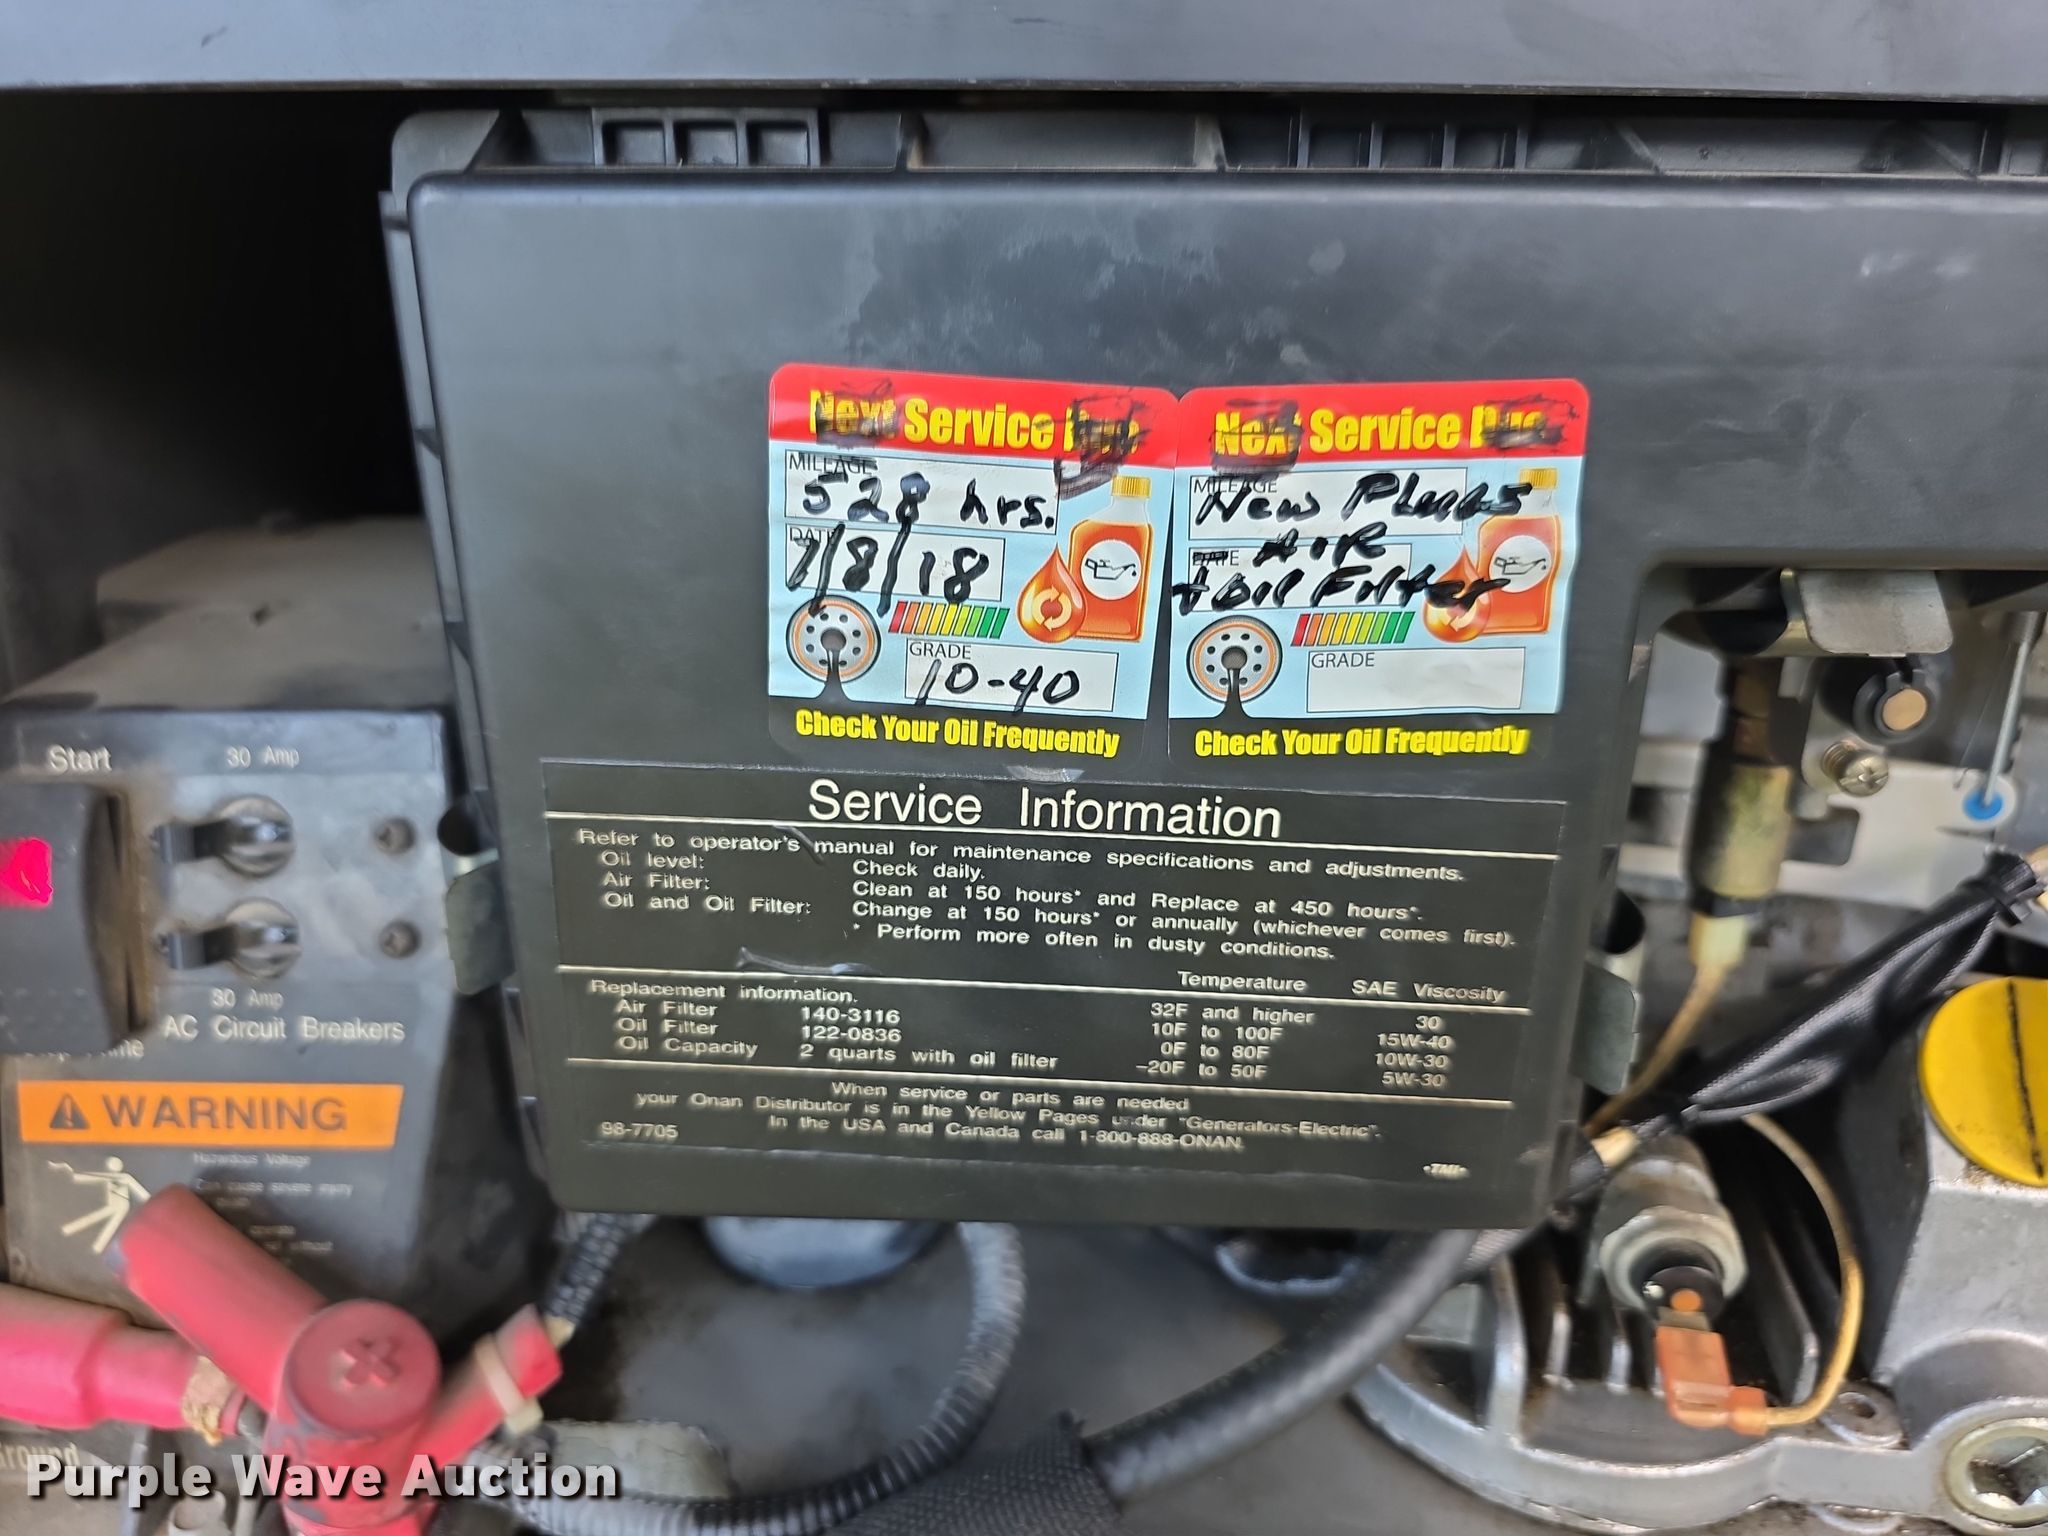 Next Service Due
MILEAGE
528 hrs.
DATE
7/8/18
GRADE
10-40
Check Your Oil Frequently
Next Service Due
MILEAGE
New Plugs
DATE
AIR
+ Oil Filter
GRADE
Check Your Oil Frequently
Service Information
Refer to operator's manual for maintenance specifications and adjustments.
Oil level: Check daily.
Air Filter: Clean at 150 hours* and Replace at 450 hours*.
Oil and Oil Filter: Change at 150 hours* or annually (whichever comes first).
* Perform more often in dusty conditions.
Replacement information. Temperature SAE Viscosity
Air Filter 140-3116 32F and higher 30
Oil Filter 122-0836 10F to 100F 15W-40
Oil Capacity 2 quarts with oil filter 0F to 80F 10W-30
-20F to 50F 5W-30
When service or parts are needed
your Onan Distributor is in the Yellow Pages under "Generators-Electric".
98-7705 In the USA and Canada call 1-800-888-ONAN.
•TMI•
Start
30 Amp
30 Amp
AC Circuit Breakers
WARNING
Hazardous Voltage
Can cause severe injury
Ground
Purple Wave Auction